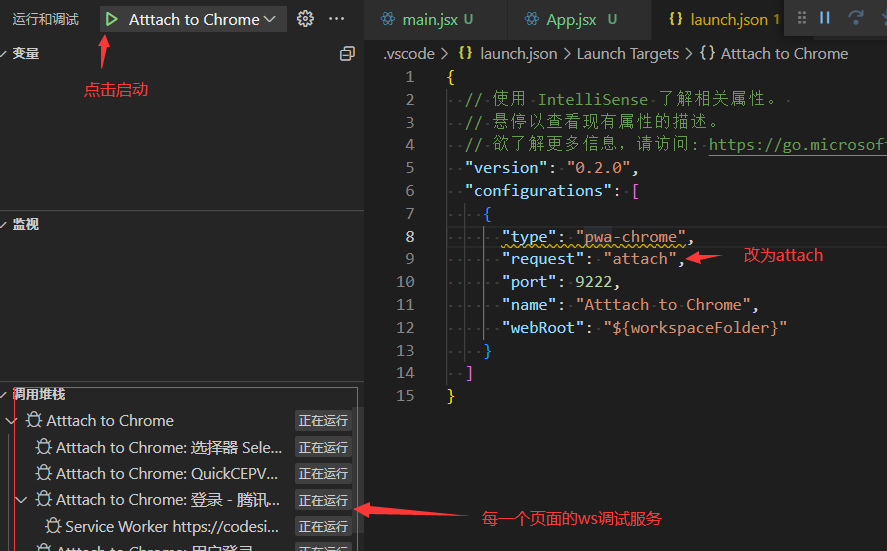 运行和调试 Atttach to Chrome
点击启动
变量
监视
调用堆栈
Atttach to Chrome 正在运行
Atttach to Chrome: 选择器 Sele... 正在运行
Atttach to Chrome: QuickCEPV... 正在运行
Atttach to Chrome: 登录 - 腾讯... 正在运行
Service Worker https://codesi... 正在运行
Atttach to Chrome: 用户登录 正在运行
main.jsx U App.jsx U {} launch.json 1
.vscode > {} launch.json > Launch Targets > {} Atttach to Chrome
1 {
2 // 使用 IntelliSense 了解相关属性。
3 // 悬停以查看现有属性的描述。
4 // 欲了解更多信息，请访问: https://go.microsoft
5 "version": "0.2.0",
6 "configurations": [
7 {
8 "type": "pwa-chrome",
9 "request": "attach", 改为attach
10 "port": 9222,
11 "name": "Atttach to Chrome",
12 "webRoot": "${workspaceFolder}"
13 }
14 ]
15 }
每一个页面的ws调试服务